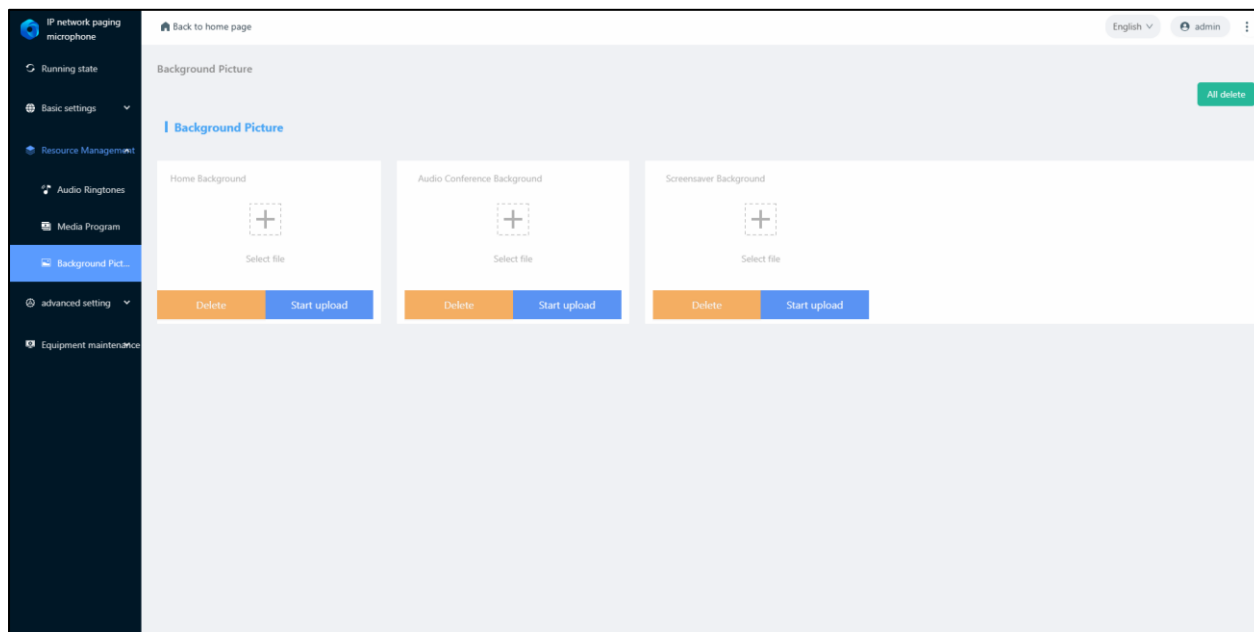 IP network paging
microphone
Back to home page
English
admin
Running state
Background Picture
All delete
Basic settings
Background Picture
Resource Management
Home Background
Audio Conference Background
Screensaver Background
Audio Ringtones
Media Program
Select file
Select file
Select file
Background Pict...
Delete
Start upload
Delete
Start upload
Delete
Start upload
advanced setting
Equipment maintenance